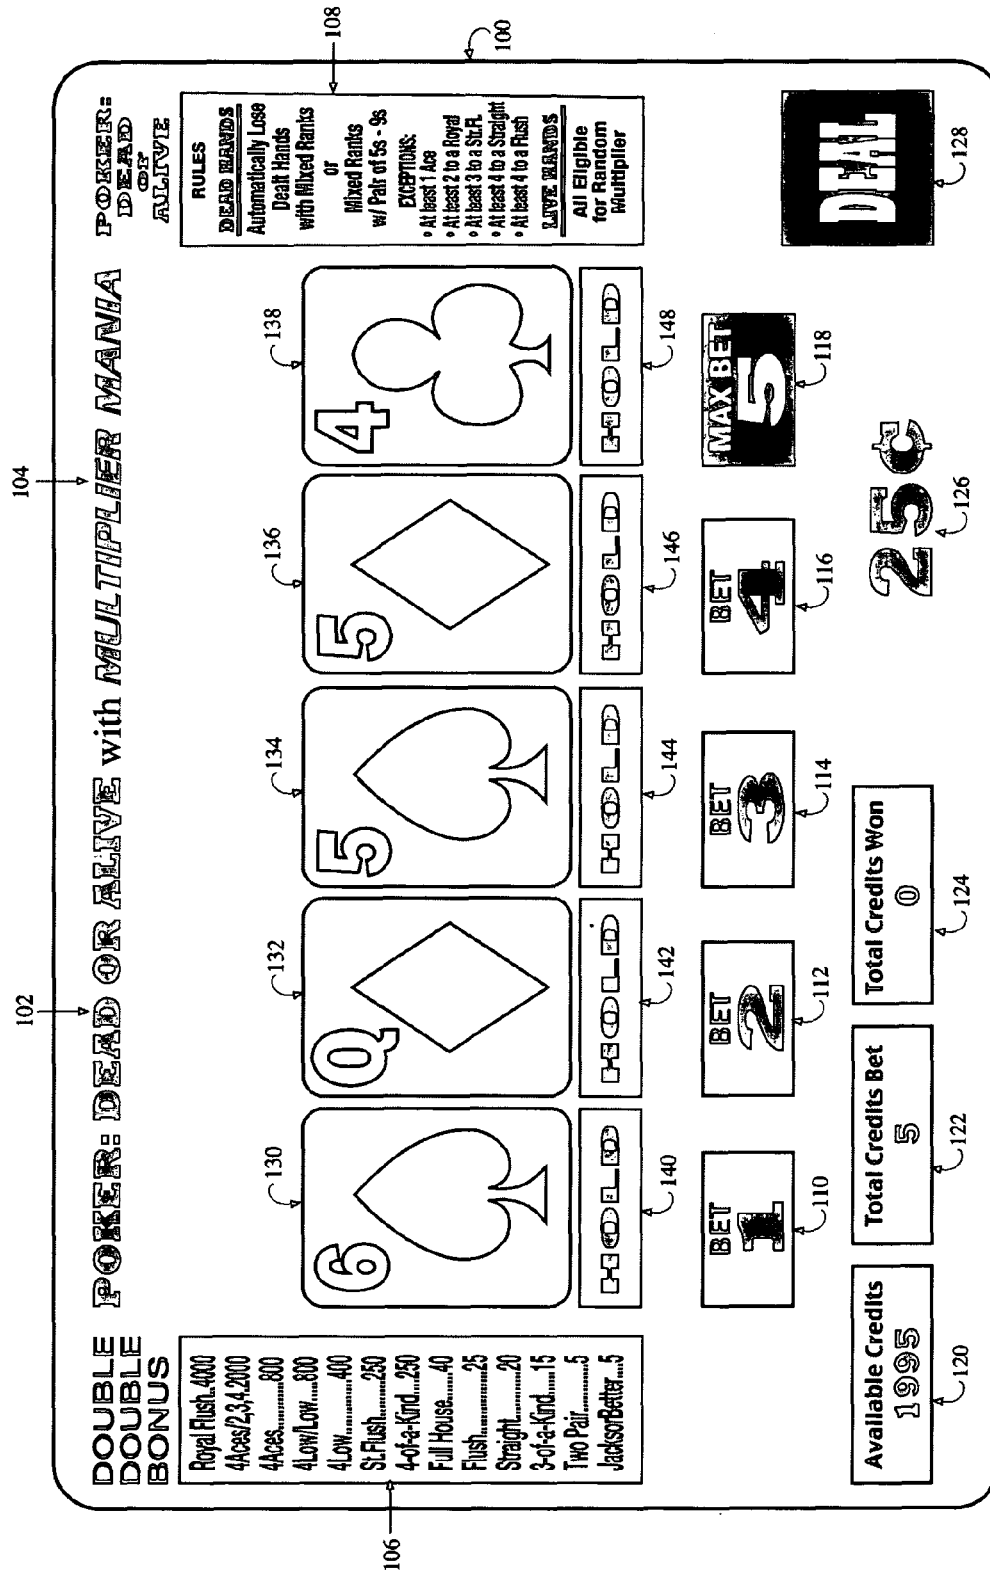 102
104
DOUBLE
DOUBLE
BONUS
POKER: DEAD OR ALIVE with MULTIPLIER MANIA
POKER:
DEAD
OR
ALIVE
106
Royal Flush..4000
4Aces/2,3,4.2000
4Aces..........800
4Low/Low.....800
4Low............400
St.Flush......250
4-of-a-Kind....250
Full House.....40
Flush..........25
Straight.......20
3-of-a-Kind..15
Two Pair.......5
JacksorBetter...5
130
6
132
Q
134
5
136
5
138
4
RULES
DEAD HANDS
Automatically Lose
Dealt Hands
with Mixed Ranks
or
Mixed Ranks
w/ Pair of 5s - 9s
EXCEPTIONS:
• At least 1 Ace
• At least 2 to a Royal
• At least 3 to a Str.Fl.
• At least 4 to a Straight
• At least 4 to a Flush
LIVE HANDS
All Eligible
for Random
Multiplier
108
100
HOLD
HOLD
HOLD
HOLD
HOLD
140
142
144
146
148
BET
1
BET
2
BET
3
BET
4
MAX BET
5
110
112
114
116
118
DEAL
128
Available Credits
1995
Total Credits Bet
5
Total Credits Won
0
25¢
120
122
124
126